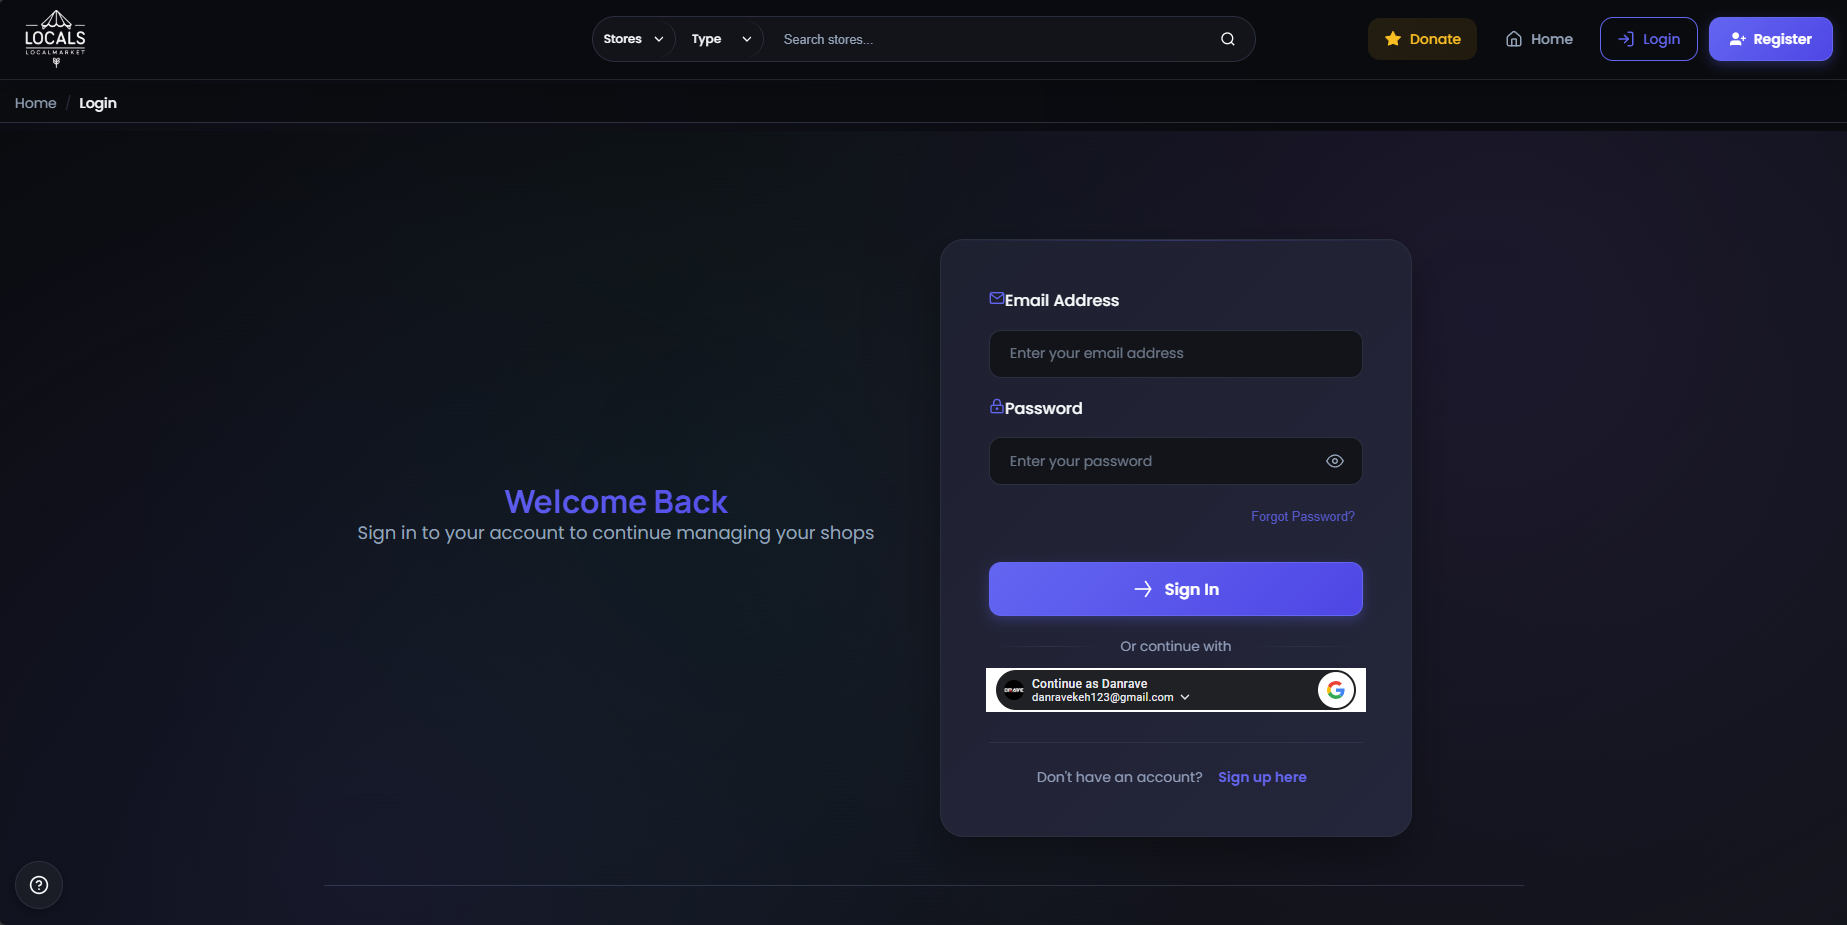 LOCALS
LOCALMARKET
Stores
Type
Search stores...
Donate
Home
Login
Register
Home / Login
Email Address
Enter your email address
Password
Enter your password
Forgot Password?
Welcome Back
Sign in to your account to continue managing your shops
Sign In
Or continue with
Continue as Danrave
danravekeh123@gmail.com
Don't have an account? Sign up here